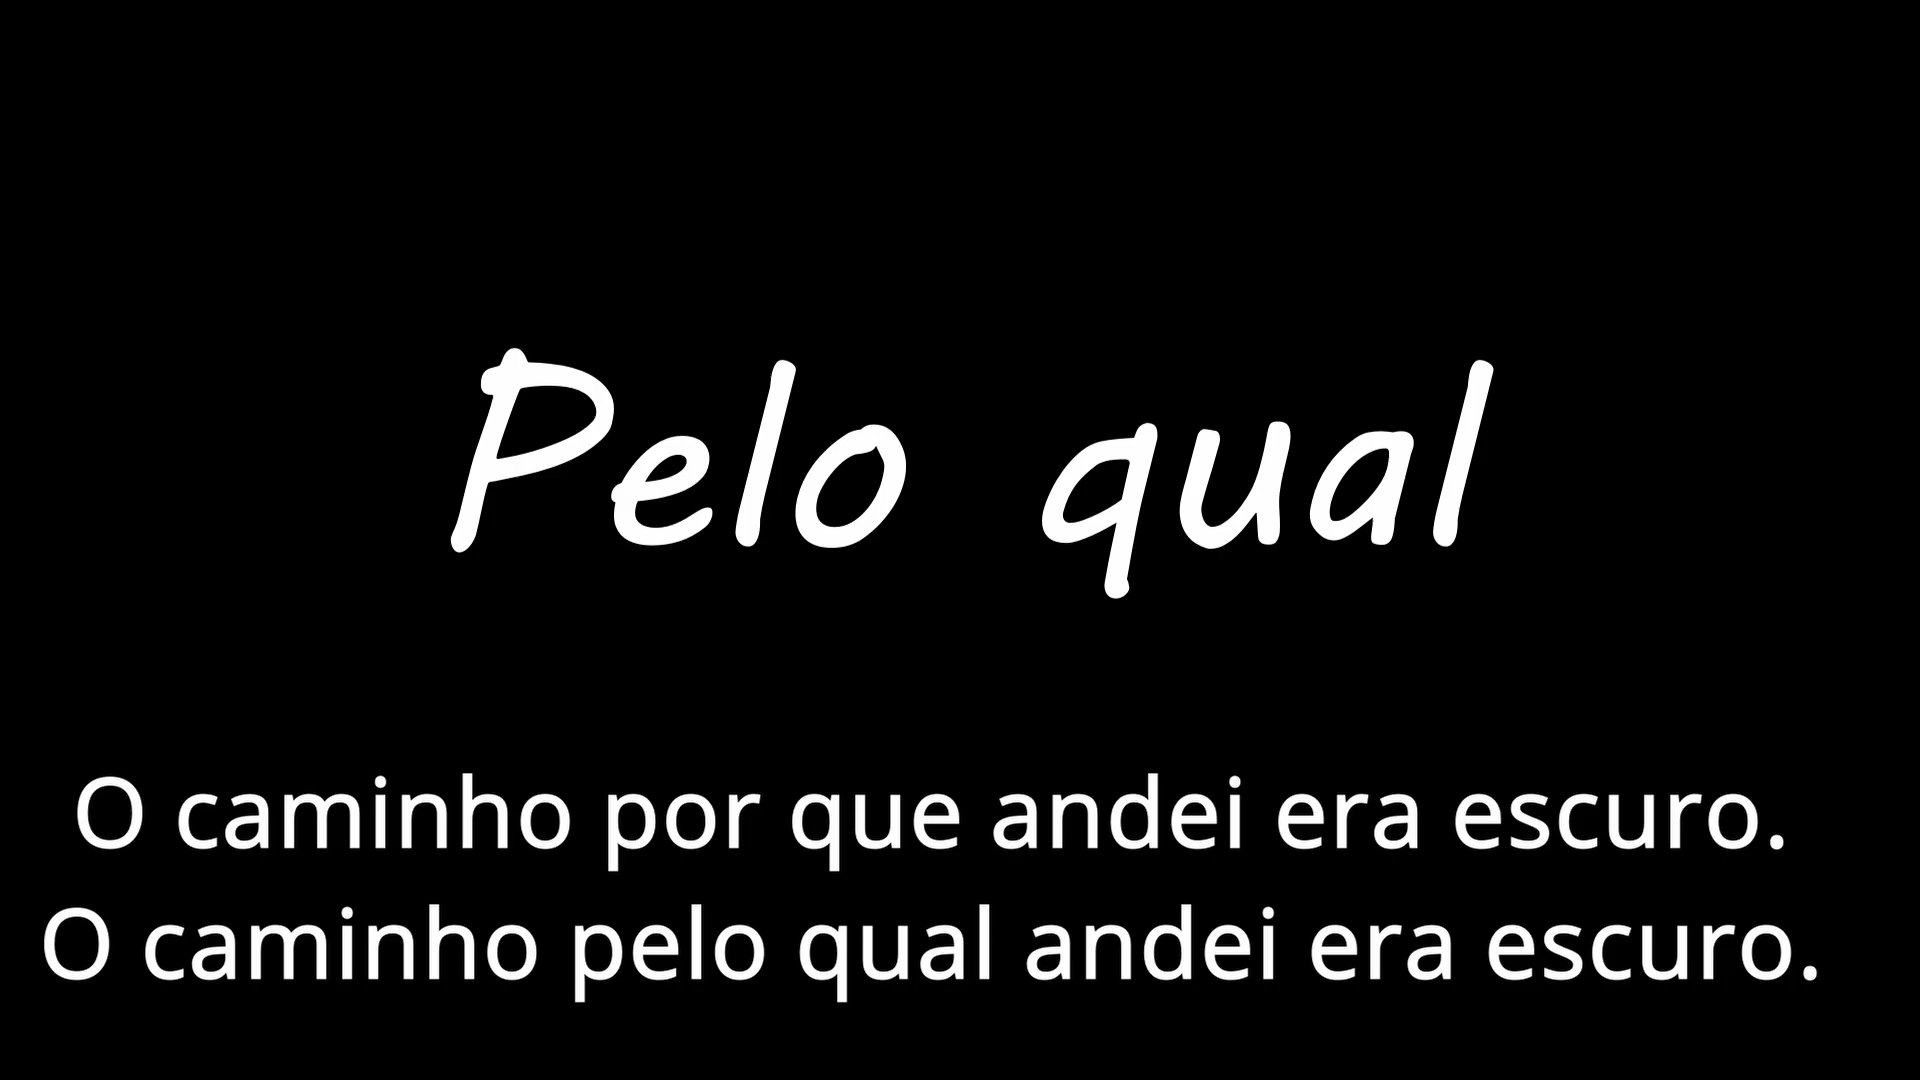 Pelo qual
O caminho por que andei era escuro.
O caminho pelo qual andei era escuro.